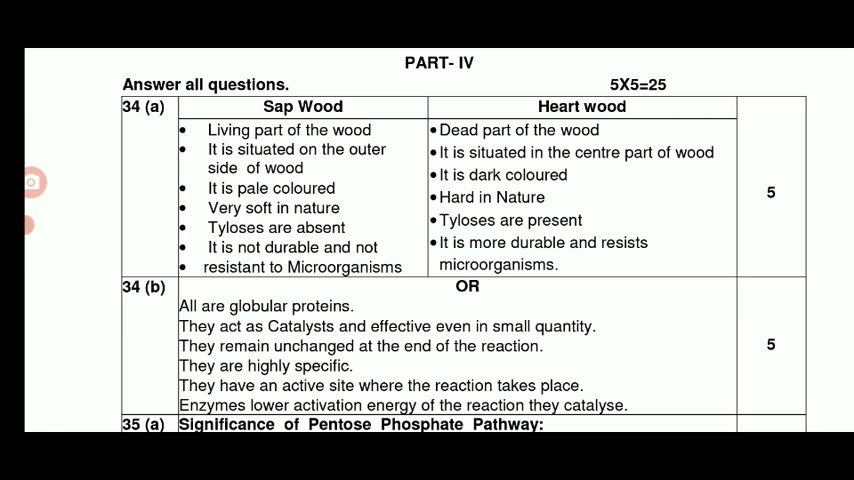 PART- IV
Answer all questions. 5X5=25
34 (a) Sap Wood Heart wood
• Living part of the wood
• It is situated on the outer
side of wood
• It is pale coloured
• Very soft in nature
• Tyloses are absent
• It is not durable and not
• resistant to Microorganisms
• Dead part of the wood
• It is situated in the centre part of wood
• It is dark coloured
• Hard in Nature
• Tyloses are present
• It is more durable and resists
microorganisms.
5
34 (b) OR
All are globular proteins.
They act as Catalysts and effective even in small quantity.
They remain unchanged at the end of the reaction.
They are highly specific.
They have an active site where the reaction takes place.
Enzymes lower activation energy of the reaction they catalyse.
5
35 (a) Significance of Pentose Phosphate Pathway: